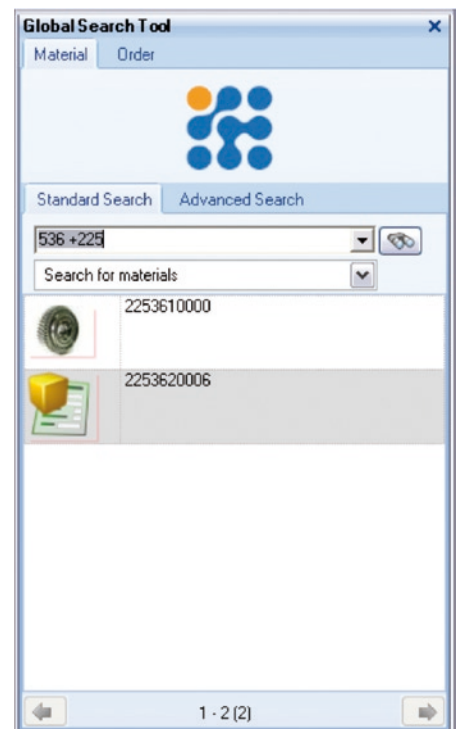 Global Search Tool
Material Order
Standard Search Advanced Search
536 +225
Search for materials
2253610000
2253620006
1 - 2 (2)